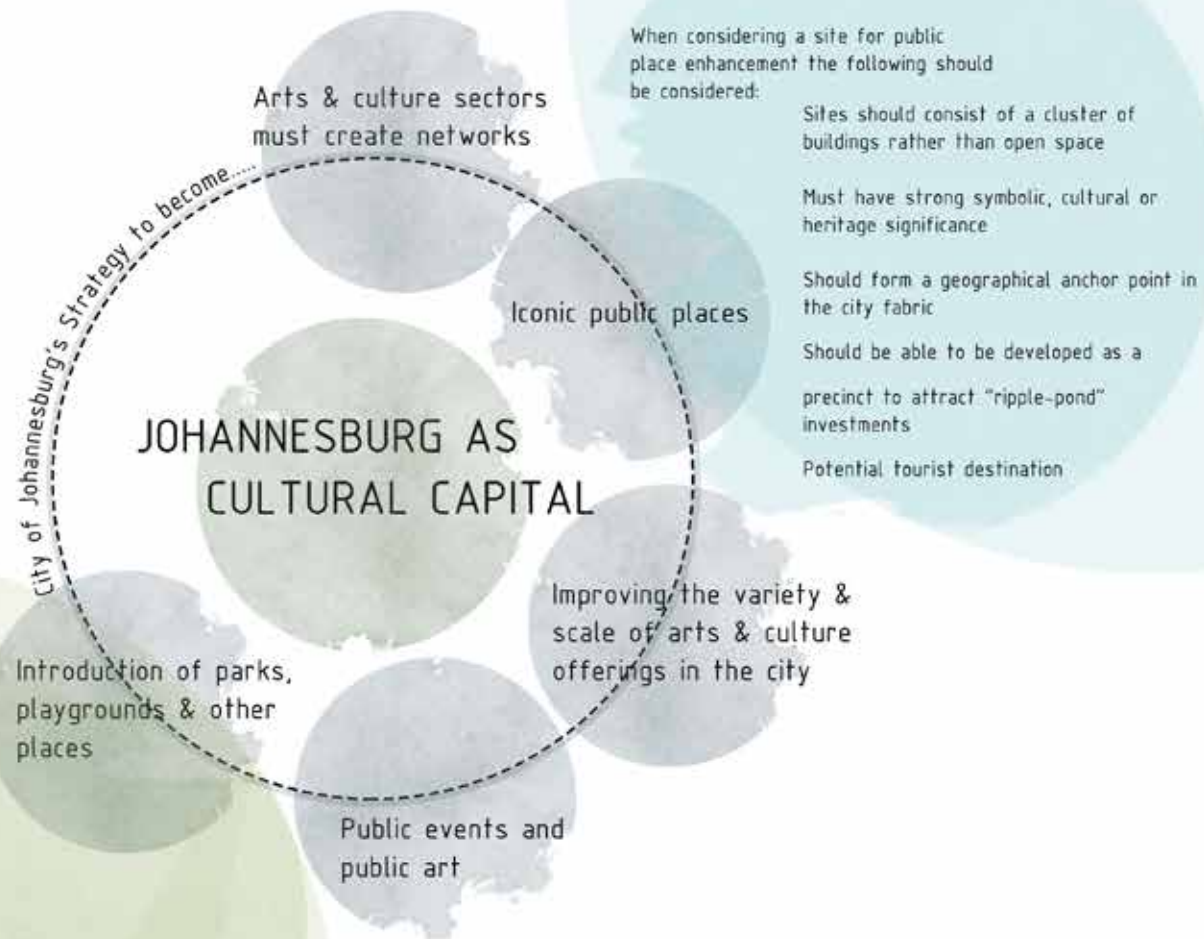 City of Johannesburg's Strategy to become.....
JOHANNESBURG AS
CULTURAL CAPITAL
Arts & culture sectors
must create networks
Iconic public places
Improving the variety &
scale of arts & culture
offerings in the city
Public events and
public art
Introduction of parks,
playgrounds & other
places
When considering a site for public
place enhancement the following should
be considered:
Sites should consist of a cluster of
buildings rather than open space
Must have strong symbolic, cultural or
heritage significance
Should form a geographical anchor point in
the city fabric
Should be able to be developed as a
precinct to attract "ripple-pond"
investments
Potential tourist destination